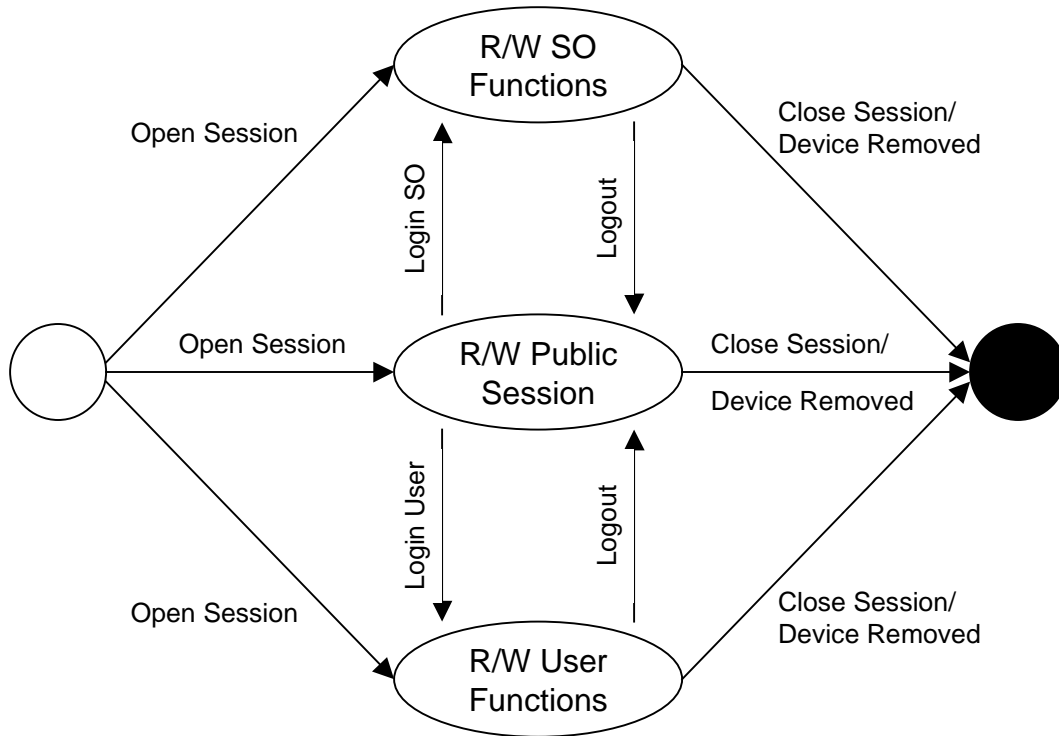 R/W SO
Functions
Close Session/
Device Removed
Open Session
Login SO
Logout
Open Session
R/W Public
Session
Close Session/
Device Removed
Login User
Logout
Open Session
Close Session/
Device Removed
R/W User
Functions